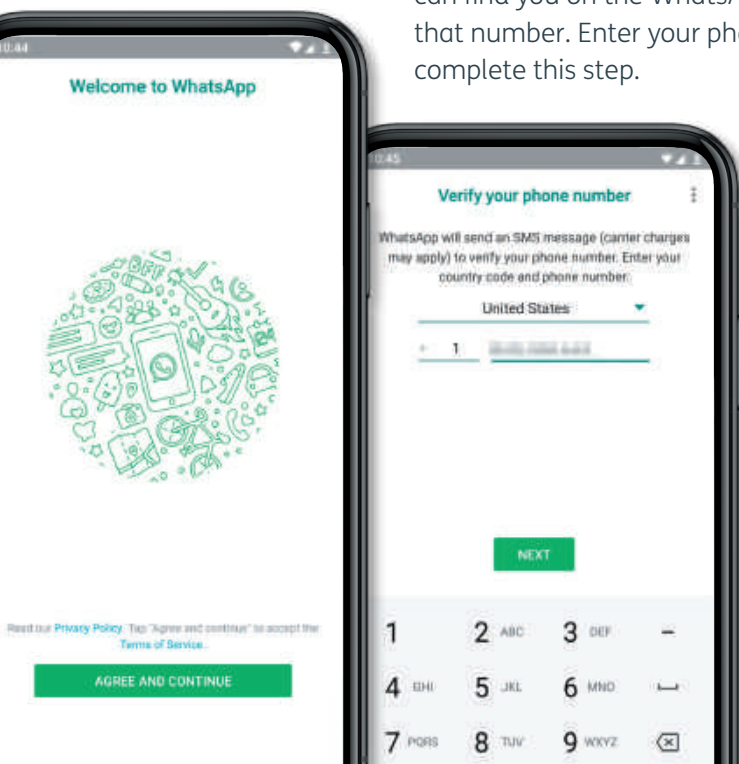 can find you on the WhatsA
that number. Enter your pho
complete this step.
10:44
Welcome to WhatsApp
Read our Privacy Policy. Tap "Agree and continue" to accept the
Terms of Service.
AGREE AND CONTINUE
10:45
Verify your phone number
WhatsApp will send an SMS message (carrier charges
may apply) to verify your phone number. Enter your
country code and phone number.
United States
+ 1
NEXT
1 2 ABC 3 DEF –
4 GHI 5 JKL 6 MNO
7 PQRS 8 TUV 9 WXYZ